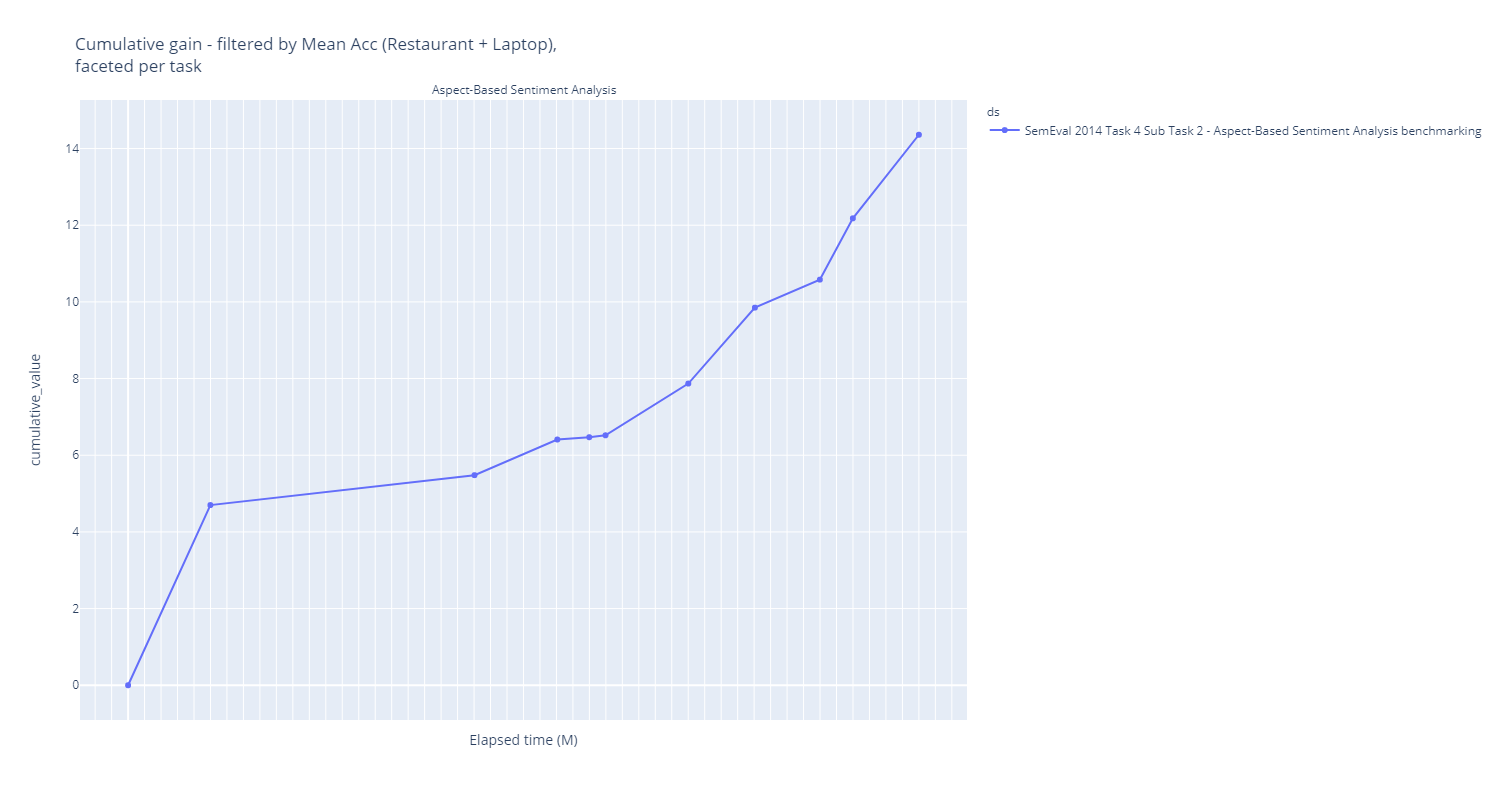 Cumulative gain - filtered by Mean Acc (Restaurant + Laptop),
faceted per task
Aspect-Based Sentiment Analysis
ds
SemEval 2014 Task 4 Sub Task 2 - Aspect-Based Sentiment Analysis benchmarking
14
12
10
8
6
4
2
0
cumulative_value
Elapsed time (M)